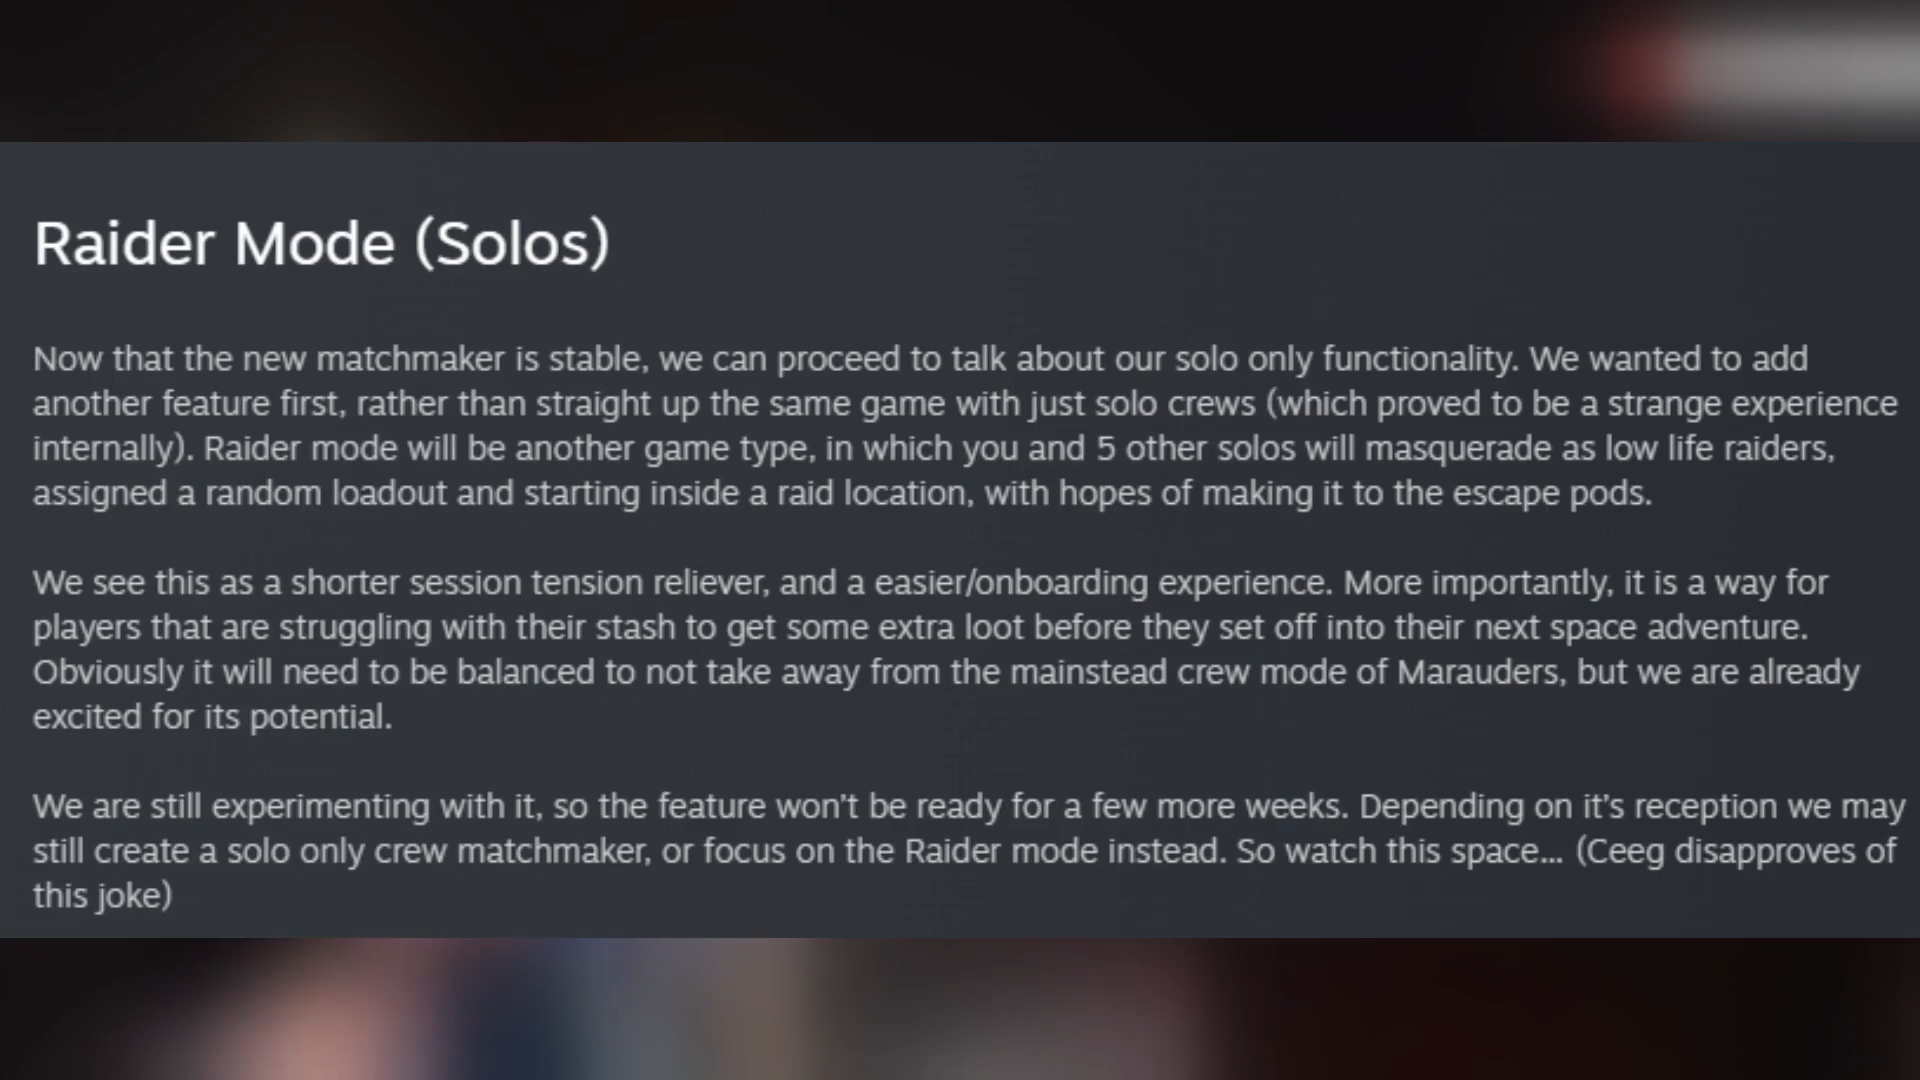 Raider Mode (Solos)
Now that the new matchmaker is stable, we can proceed to talk about our solo only functionality. We wanted to add
another feature first, rather than straight up the same game with just solo crews (which proved to be a strange experience
internally). Raider mode will be another game type, in which you and 5 other solos will masquerade as low life raiders,
assigned a random loadout and starting inside a raid location, with hopes of making it to the escape pods.
We see this as a shorter session tension reliever, and a easier/onboarding experience. More importantly, it is a way for
players that are struggling with their stash to get some extra loot before they set off into their next space adventure.
Obviously it will need to be balanced to not take away from the mainstead crew mode of Marauders, but we are already
excited for its potential.
We are still experimenting with it, so the feature won't be ready for a few more weeks. Depending on it's reception we may
still create a solo only crew matchmaker, or focus on the Raider mode instead. So watch this space... (Ceeg disapproves of
this joke)